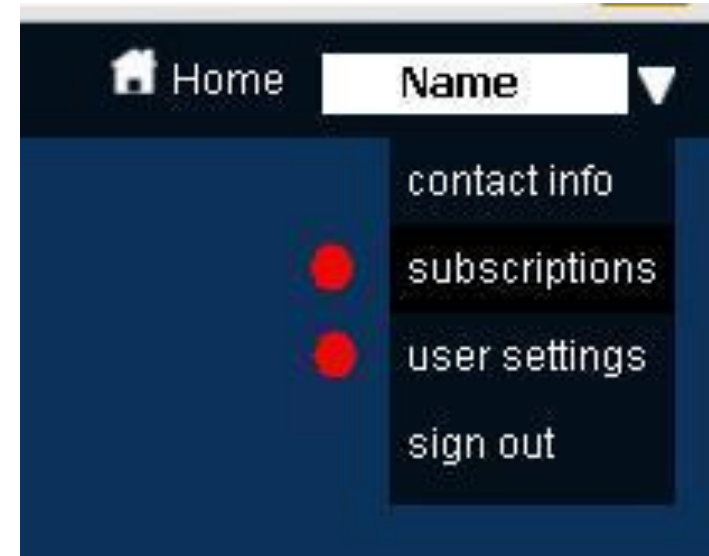 Home Name
contact info
subscriptions
user settings
sign out